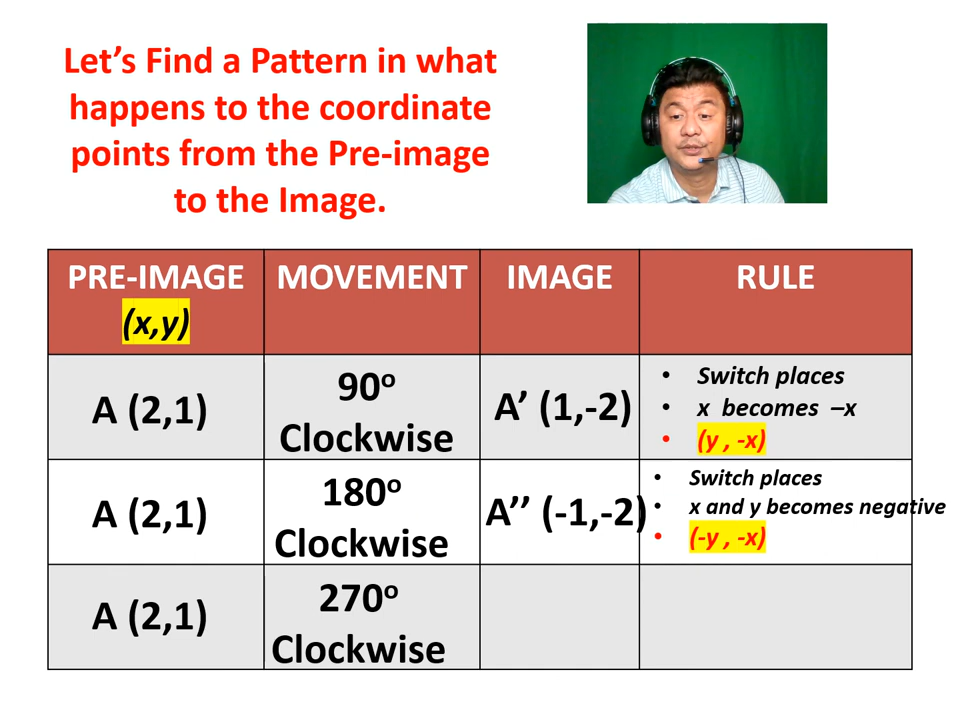 Let's Find a Pattern in what
happens to the coordinate
points from the Pre-image
to the Image.
PRE-IMAGE MOVEMENT IMAGE RULE
(x,y)
A (2,1) 90º Clockwise A' (1,-2)
• Switch places
• x becomes –x
• (y , -x)
A (2,1) 180º Clockwise A'' (-1,-2)
• Switch places
• x and y becomes negative
• (-y , -x)
A (2,1) 270º Clockwise